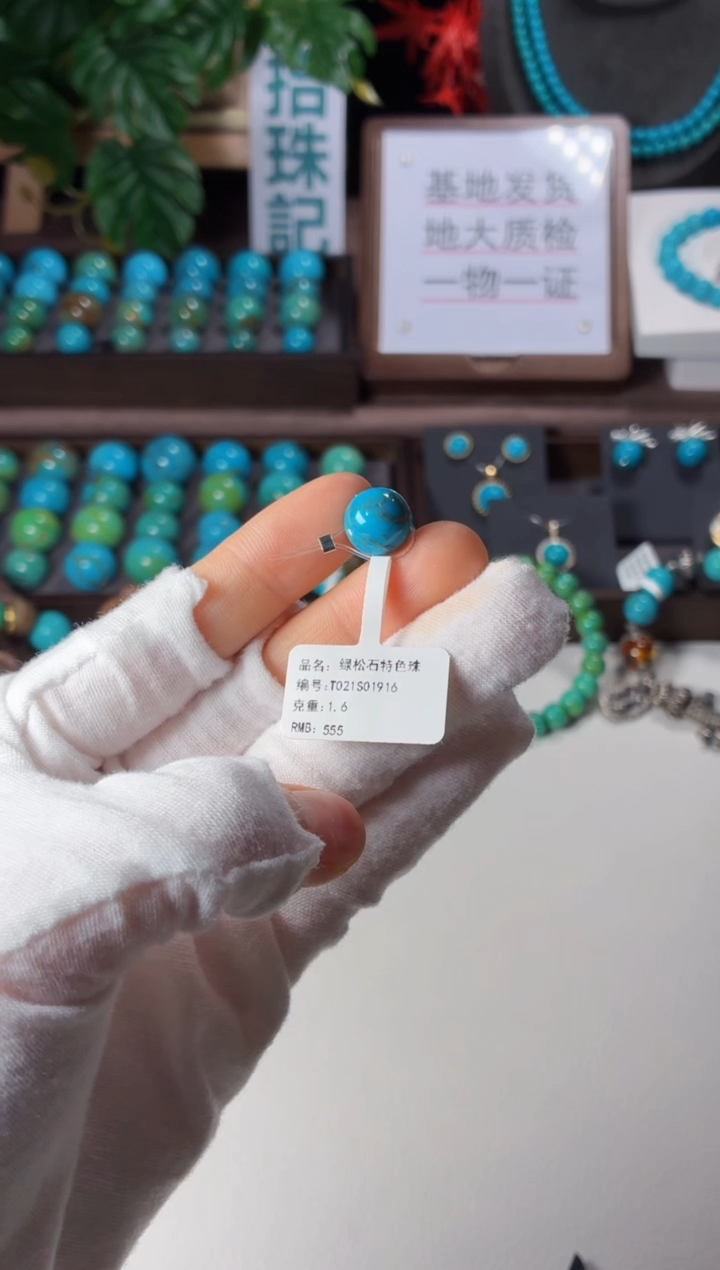 拾珠記
基地发货
地大质检
一物一证
品名: 绿松石特色珠
编号:T021S01916
克重:1.6
RMB: 555